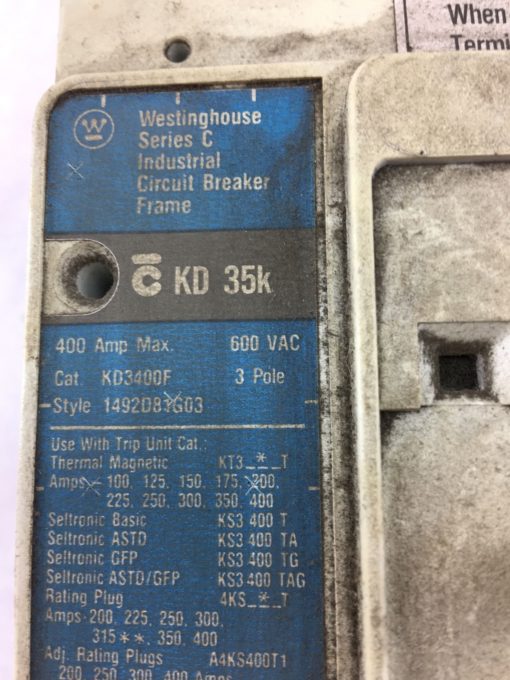 When
Termi
W
Westinghouse
Series C
Industrial
Circuit Breaker
Frame
C KD 35k
400 Amp Max. 600 VAC
Cat. KD3400F 3 Pole
Style 1492D81G03
Use With Trip Unit Cat.
Thermal Magnetic KT3_*_T
Amps - 100, 125, 150, 175, 200,
225, 250, 300, 350, 400
Seltronic Basic KS3 400 T
Seltronic ASTD KS3 400 TA
Seltronic GFP KS3 400 TG
Seltronic ASTD/GFP KS3 400 TAG
Rating Plug 4KS_*_T
Amps-200, 225, 250, 300,
315**, 350, 400
Adj. Rating Plugs A4KS400T1
200, 250, 300, 400 Amps